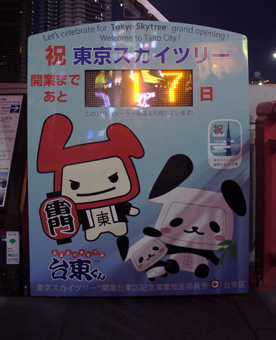 Let's celebrate for Tokyo Skytree grand opening!
Welcome to Taito City!
祝 東京スカイツリー
開業まで
あと 17 日
祝
雷門
東
台東くん
東京スカイツリー®開業台東区記念事業推進委員会 台東区